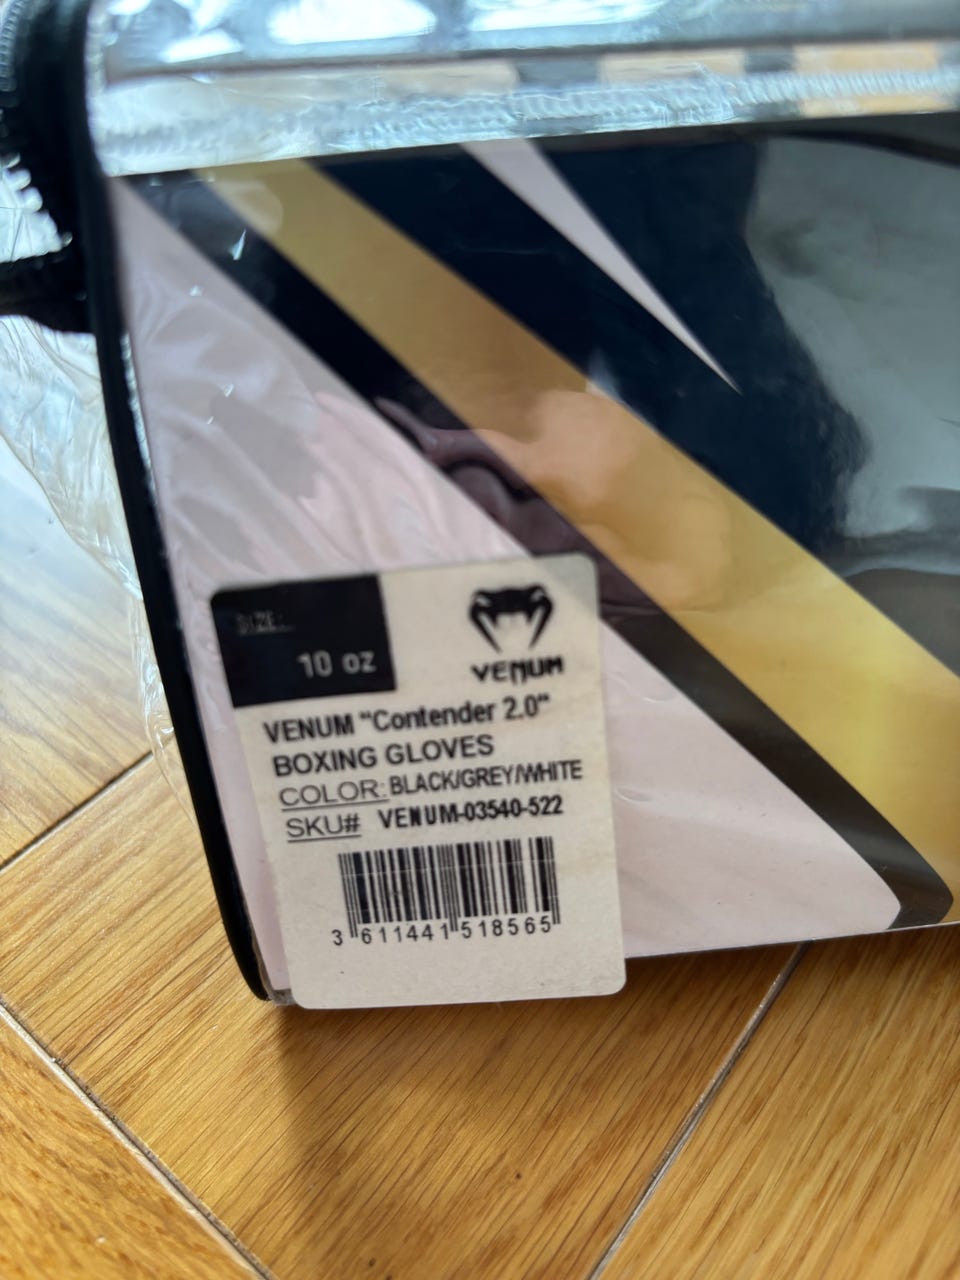 SIZE:
10 oz
VENUM
VENUM "Contender 2.0"
BOXING GLOVES
COLOR: BLACK/GREY/WHITE
SKU# VENUM-03540-522
3 611441 518565